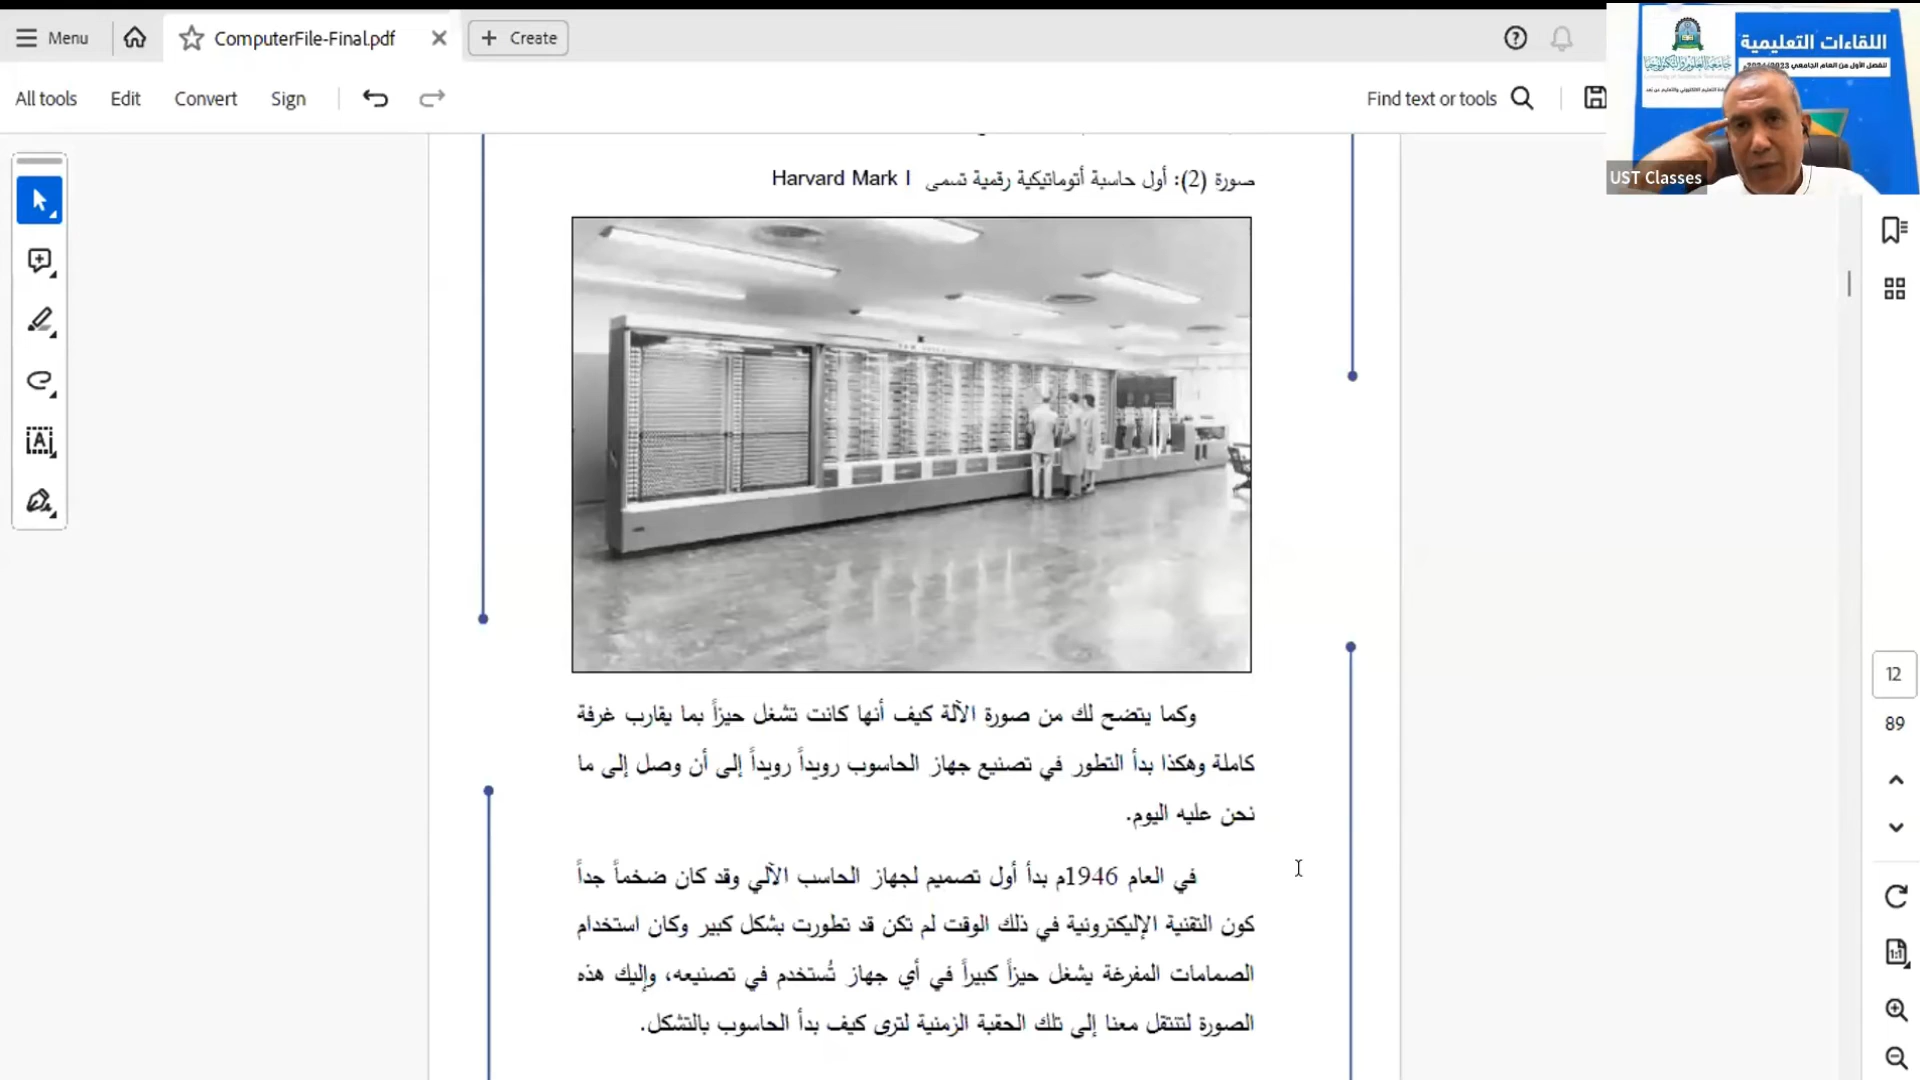 Menu
ComputerFile-Final.pdf
Create
All tools
Edit
Convert
Sign
Find text or tools
اللقاءات التعليمية
UST Classes
صورة (2): أول حاسبة أتوماتيكية رقمية تسمى Harvard Mark I
وكما يتضح لك من صورة الآلة كيف أنها كانت تشغل حيزاً بما يقارب غرفة
كاملة وهكذا بدأ التطور في تصنيع جهاز الحاسوب رويداً رويداً إلى أن وصل إلى ما
نحن عليه اليوم.
في العام 1946م بدأ أول تصميم لجهاز الحاسب الآلي وقد كان ضخماً جداً
كون التقنية الإليكترونية في ذلك الوقت لم تكن قد تطورت بشكل كبير وكان استخدام
الصمامات المفرغة يشغل حيزاً كبيراً في أي جهاز تُستخدم في تصنيعه، وإليك هذه
الصورة لتنتقل معنا إلى تلك الحقبة الزمنية لترى كيف بدأ الحاسوب بالتشكل.
12
89